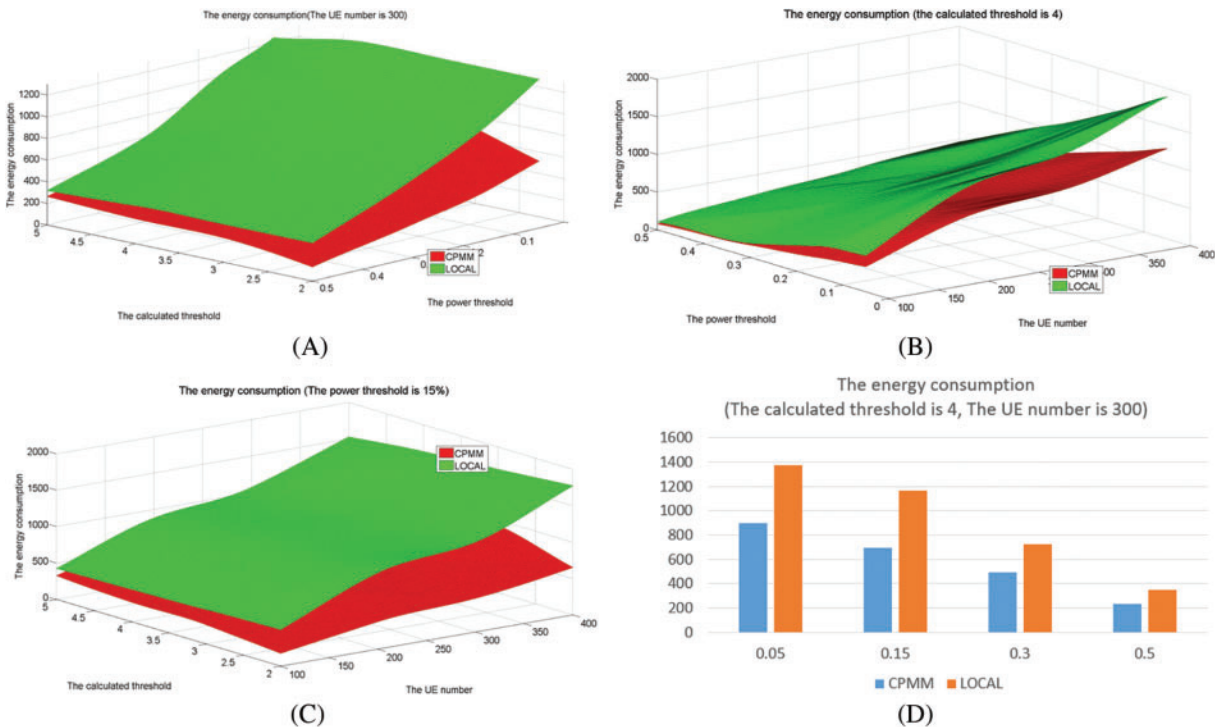 The energy consumption(The UE number is 300)
The energy consumption
1200
1000
800
600
400
200
0
5
4.5
4
3.5
3
2.5
2
0.5
0.4
2
0.1
CPMM
LOCAL
The calculated threshold
The power threshold
(A)
The energy consumption (the calculated threshold is 4)
The energy consumption
2000
1500
1000
500
0
0.5
0.4
0.3
0.2
0.1
0
100
150
200
250
350
400
CPMM
LOCAL
The power threshold
The UE number
(B)
The energy consumption (The power threshold is 15%)
The energy consumption
2000
1500
1000
500
0
5
4.5
4
3.5
3
2.5
2
100
150
200
250
300
350
400
CPMM
LOCAL
The calculated threshold
The UE number
(C)
The energy consumption
(The calculated threshold is 4, The UE number is 300)
1600
1400
1200
1000
800
600
400
200
0
0.05 0.15 0.3 0.5
CPMM LOCAL
(D)